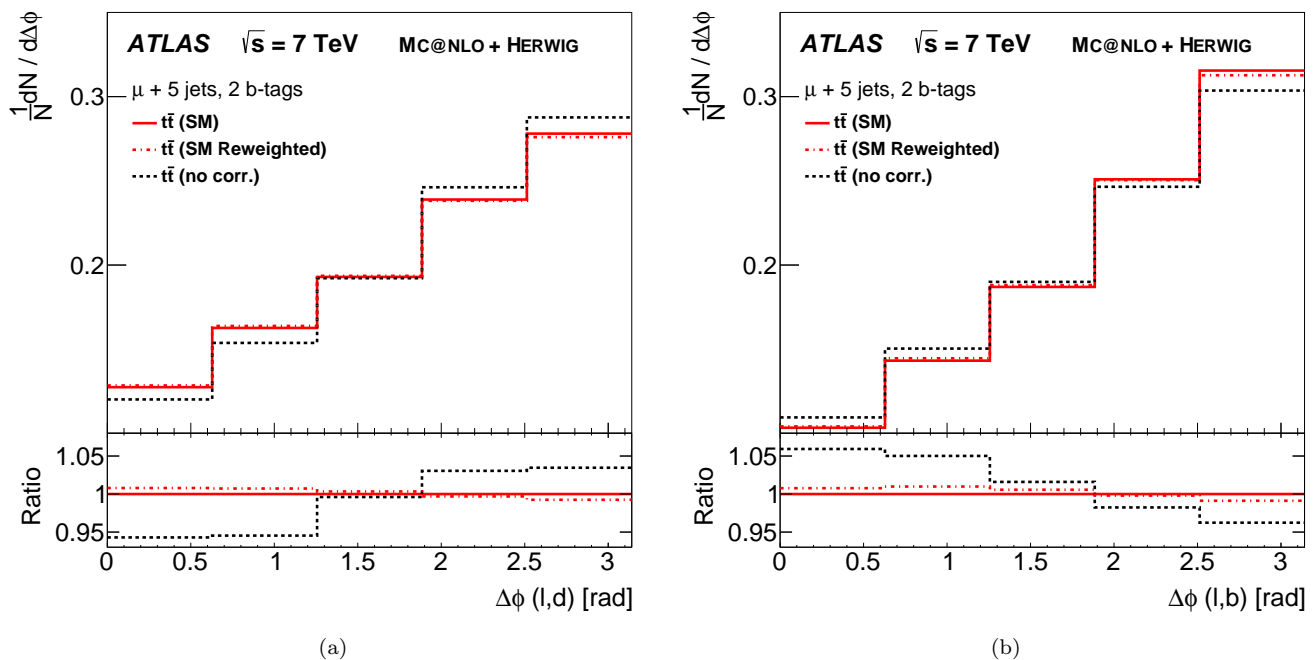 1/N dN / dΔϕ
ATLAS √s = 7 TeV MC@NLO + HERWIG
μ + 5 jets, 2 b-tags
tt̄ (SM)
tt̄ (SM Reweighted)
tt̄ (no corr.)
0.3
0.2
Ratio
1.05
1
0.95
0 0.5 1 1.5 2 2.5 3
Δϕ (l,d) [rad]
(a)
1/N dN / dΔϕ
ATLAS √s = 7 TeV MC@NLO + HERWIG
μ + 5 jets, 2 b-tags
tt̄ (SM)
tt̄ (SM Reweighted)
tt̄ (no corr.)
0.3
0.2
Ratio
1.05
1
0.95
0 0.5 1 1.5 2 2.5 3
Δϕ (l,b) [rad]
(b)